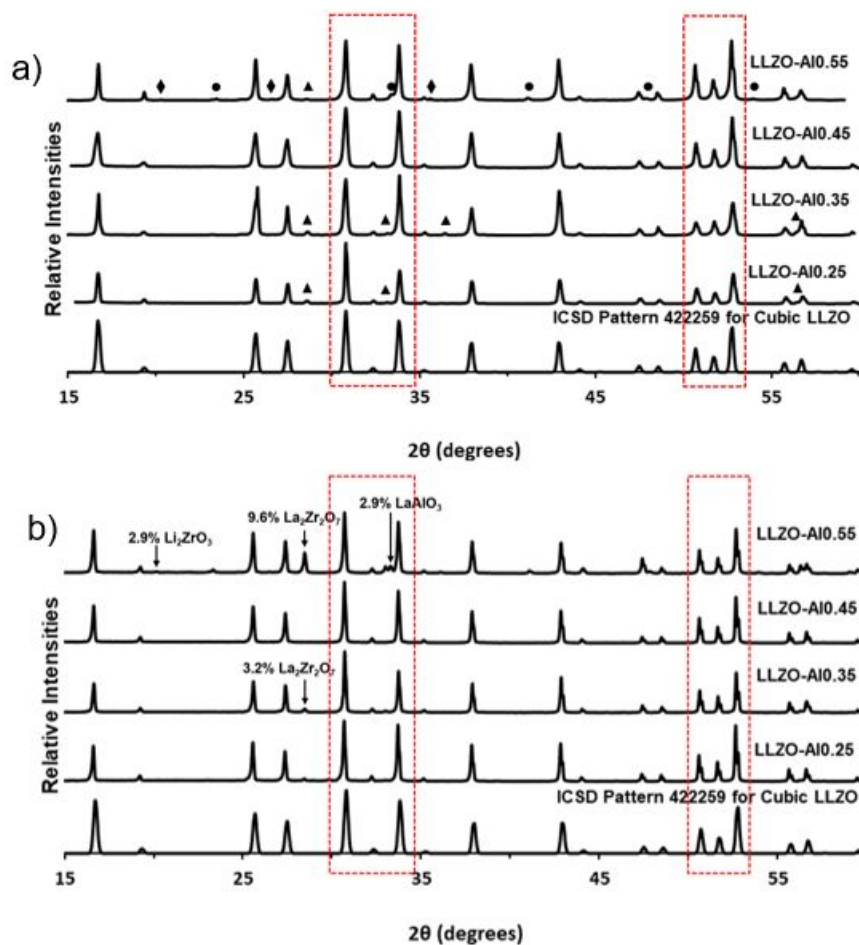 a)
LLZO-Al0.55
LLZO-Al0.45
LLZO-Al0.35
LLZO-Al0.25
ICSD Pattern 422259 for Cubic LLZO
Relative Intensities
15 25 35 45 55
2θ (degrees)
b)
2.9% Li₂ZrO₃
9.6% La₂Zr₂O₇
2.9% LaAlO₃
LLZO-Al0.55
LLZO-Al0.45
3.2% La₂Zr₂O₇
LLZO-Al0.35
LLZO-Al0.25
ICSD Pattern 422259 for Cubic LLZO
Relative Intensities
15 25 35 45 55
2θ (degrees)